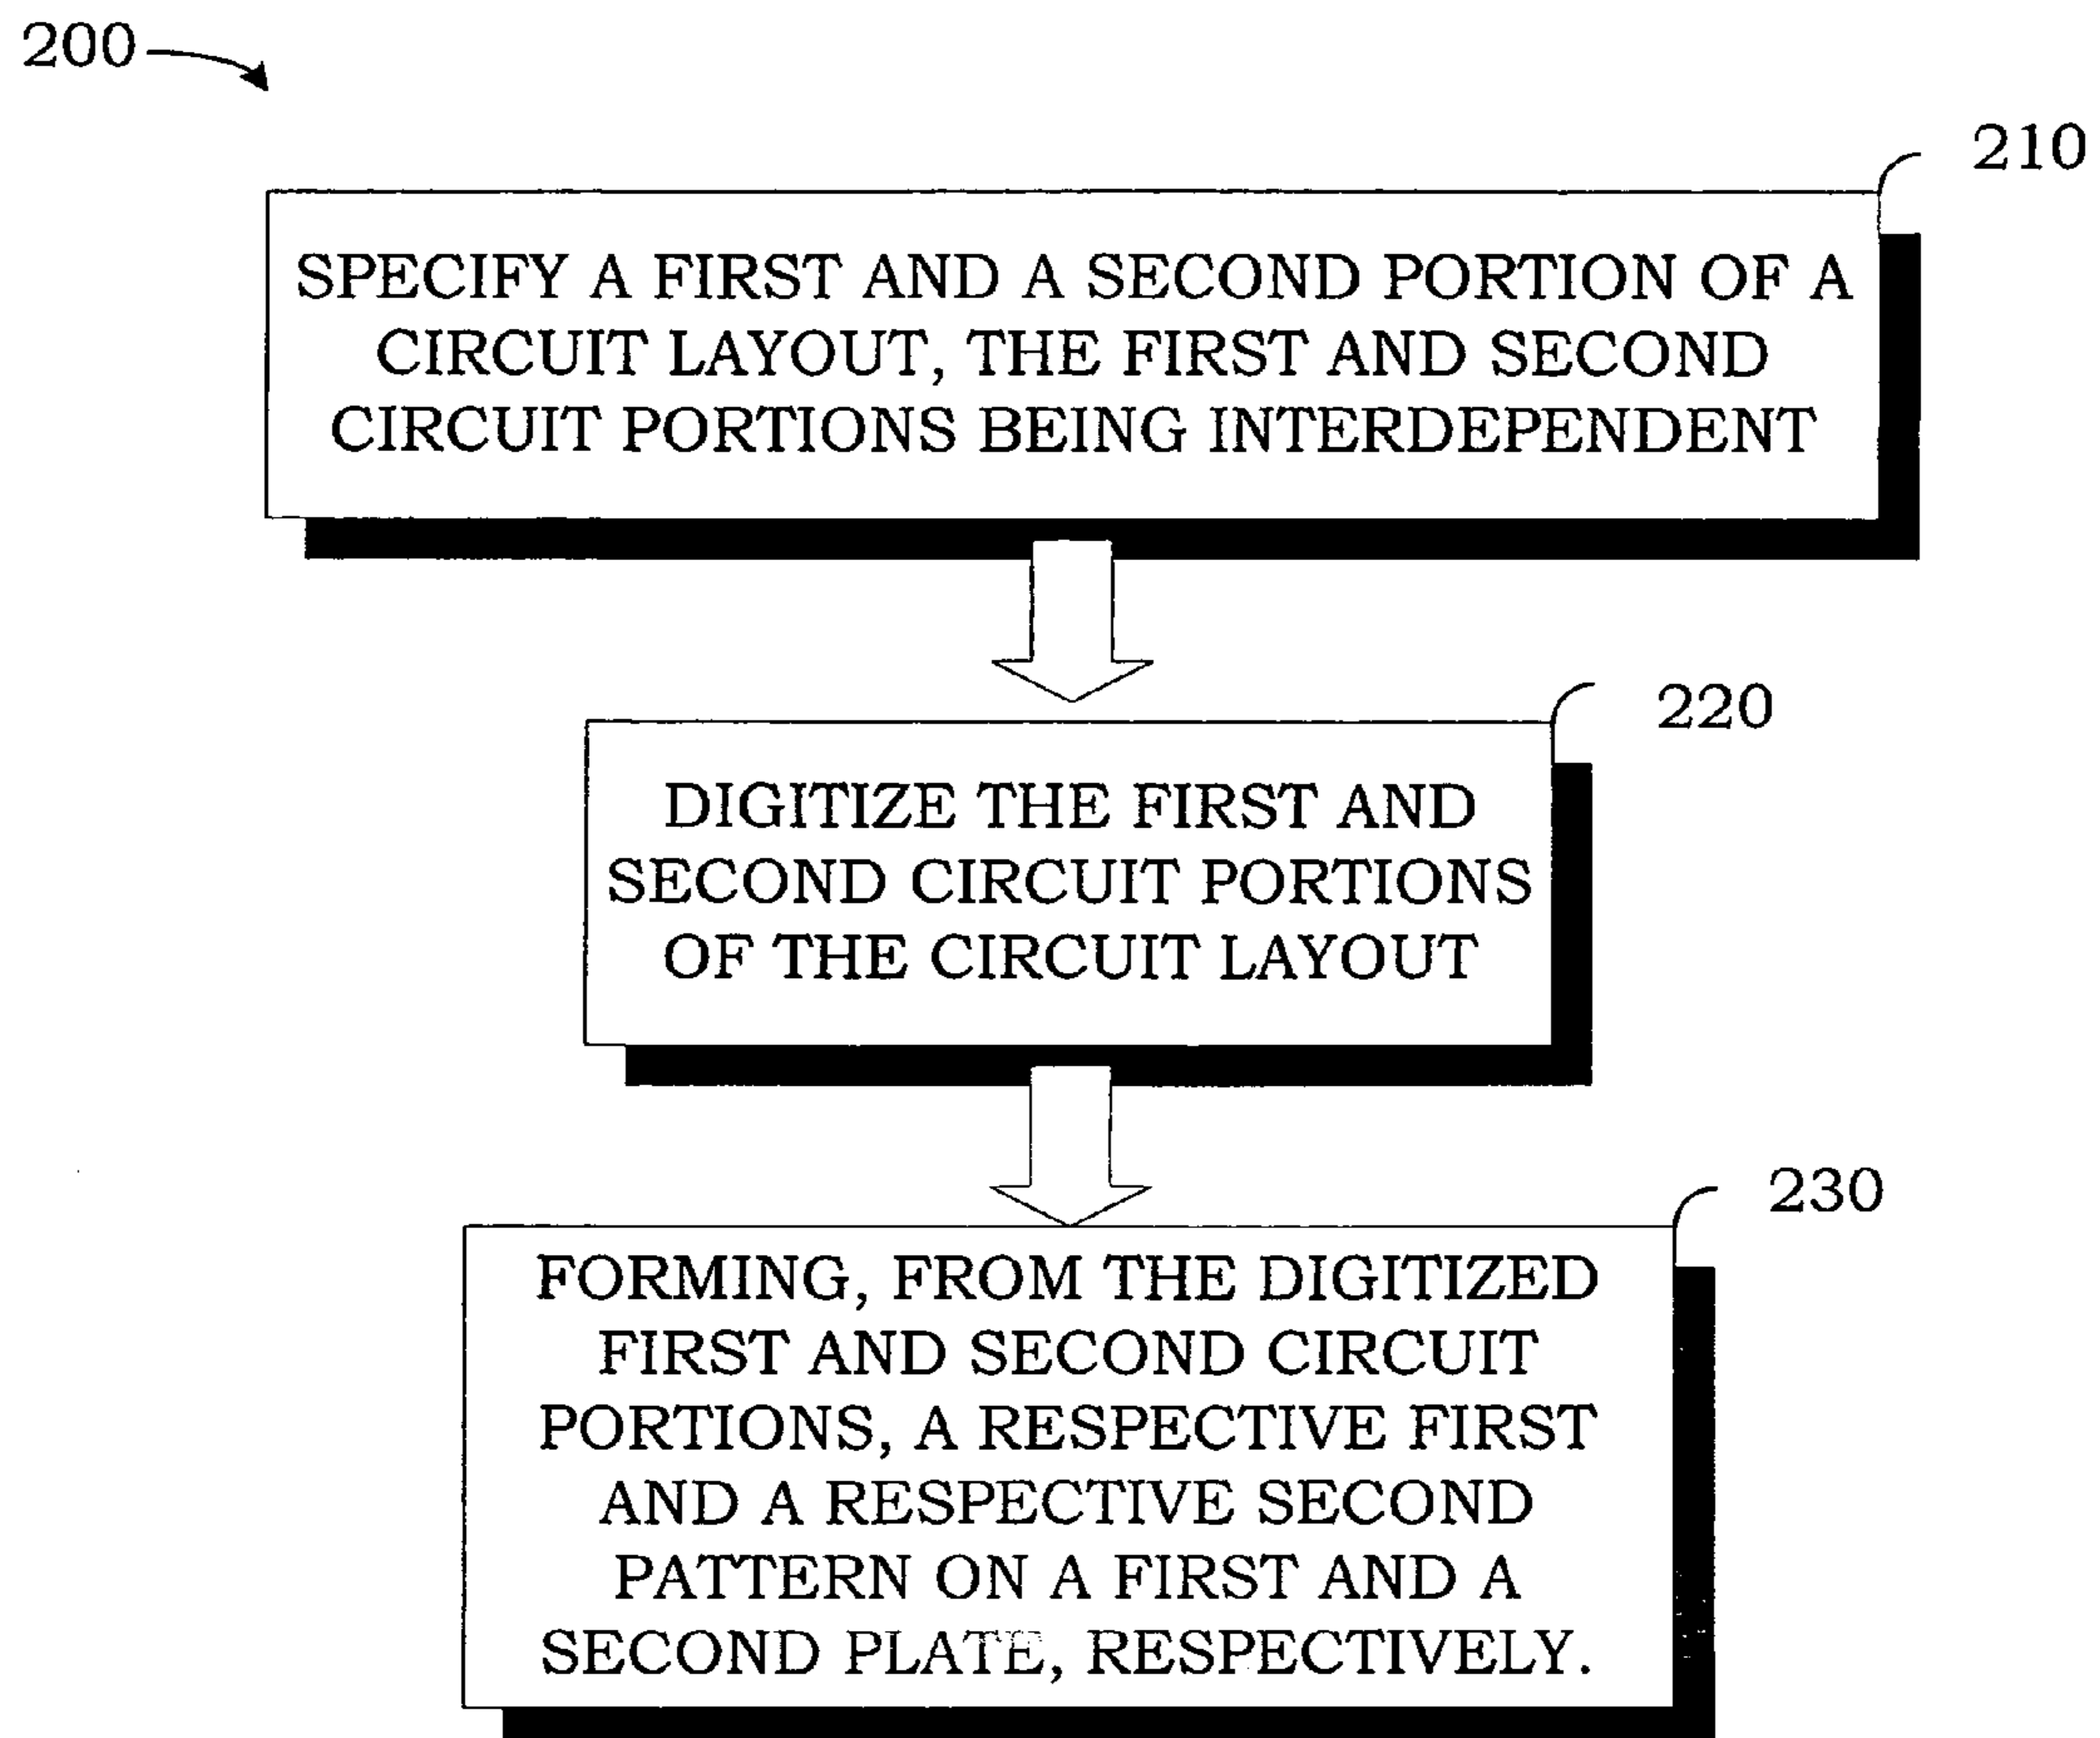 200
210
SPECIFY A FIRST AND A SECOND PORTION OF A
CIRCUIT LAYOUT, THE FIRST AND SECOND
CIRCUIT PORTIONS BEING INTERDEPENDENT
220
DIGITIZE THE FIRST AND
SECOND CIRCUIT PORTIONS
OF THE CIRCUIT LAYOUT
230
FORMING, FROM THE DIGITIZED
FIRST AND SECOND CIRCUIT
PORTIONS, A RESPECTIVE FIRST
AND A RESPECTIVE SECOND
PATTERN ON A FIRST AND A
SECOND PLATE, RESPECTIVELY.